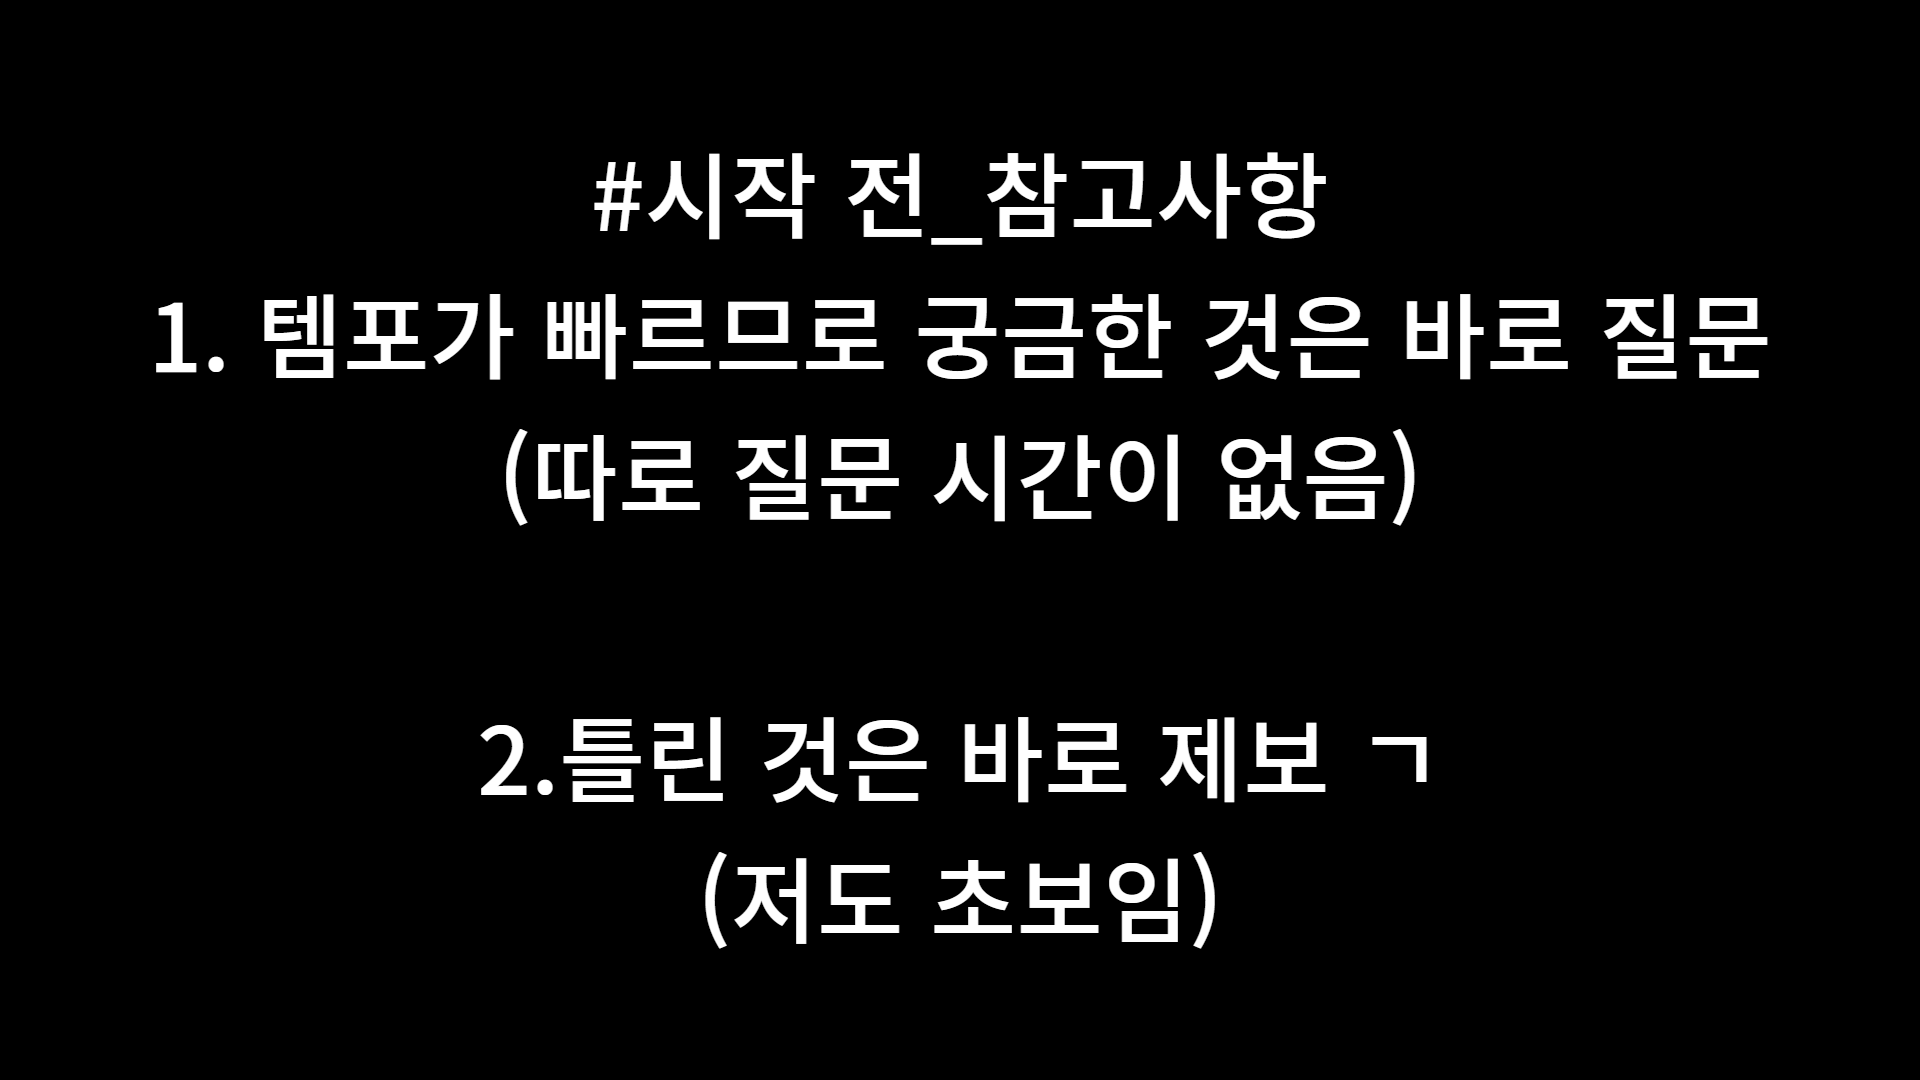 #시작 전_참고사항
1. 템포가 빠르므로 궁금한 것은 바로 질문
(따로 질문 시간이 없음)
2.틀린 것은 바로 제보 ㄱ
(저도 초보임)